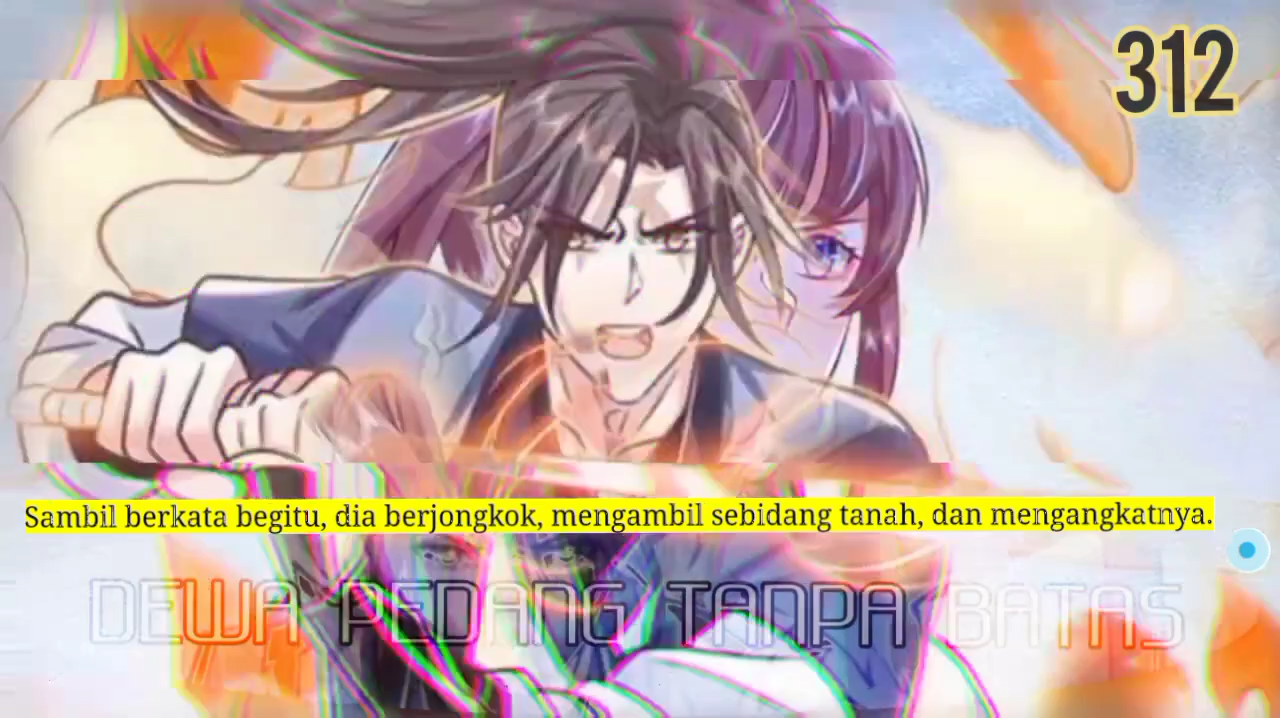 312
Sambil berkata begitu, dia berjongkok, mengambil sebidang tanah, dan mengangkatnya.
DEWA PEDANG TANPA BATAS